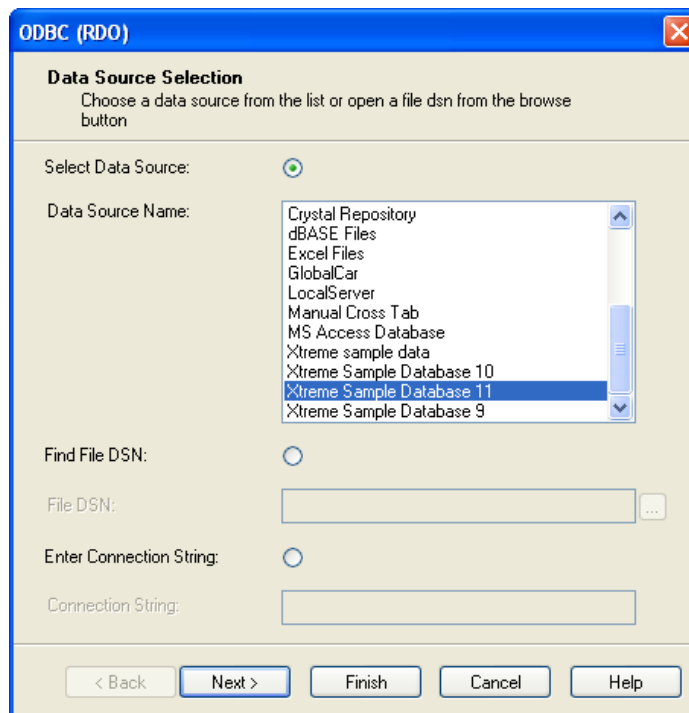 ODBC (RDO)
Data Source Selection
Choose a data source from the list or open a file dsn from the browse
button
Select Data Source:
Data Source Name:
Crystal Repository
dBASE Files
Excel Files
GlobalCar
LocalServer
Manual Cross Tab
MS Access Database
Xtreme sample data
Xtreme Sample Database 10
Xtreme Sample Database 11
Xtreme Sample Database 9
Find File DSN:
File DSN:
...
Enter Connection String:
Connection String:
< Back Next > Finish Cancel Help